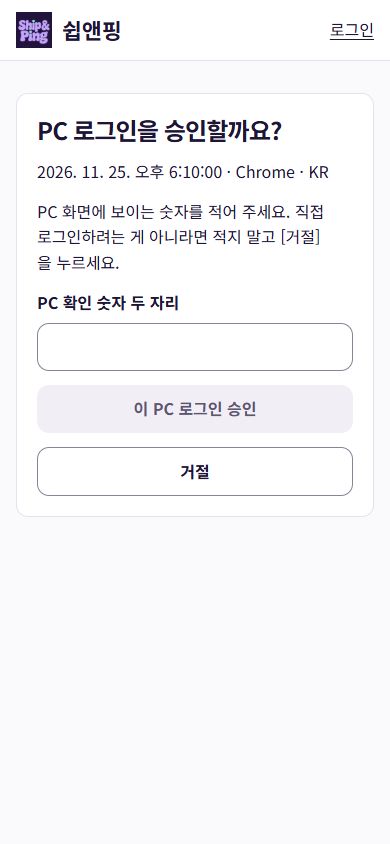 Ship&
Ping
쉽앤핑
로그인
PC 로그인을 승인할까요?
2026. 11. 25. 오후 6:10:00 · Chrome · KR
PC 화면에 보이는 숫자를 적어 주세요. 직접
로그인하려는 게 아니라면 적지 말고 [거절]
을 누르세요.
PC 확인 숫자 두 자리
이 PC 로그인 승인
거절